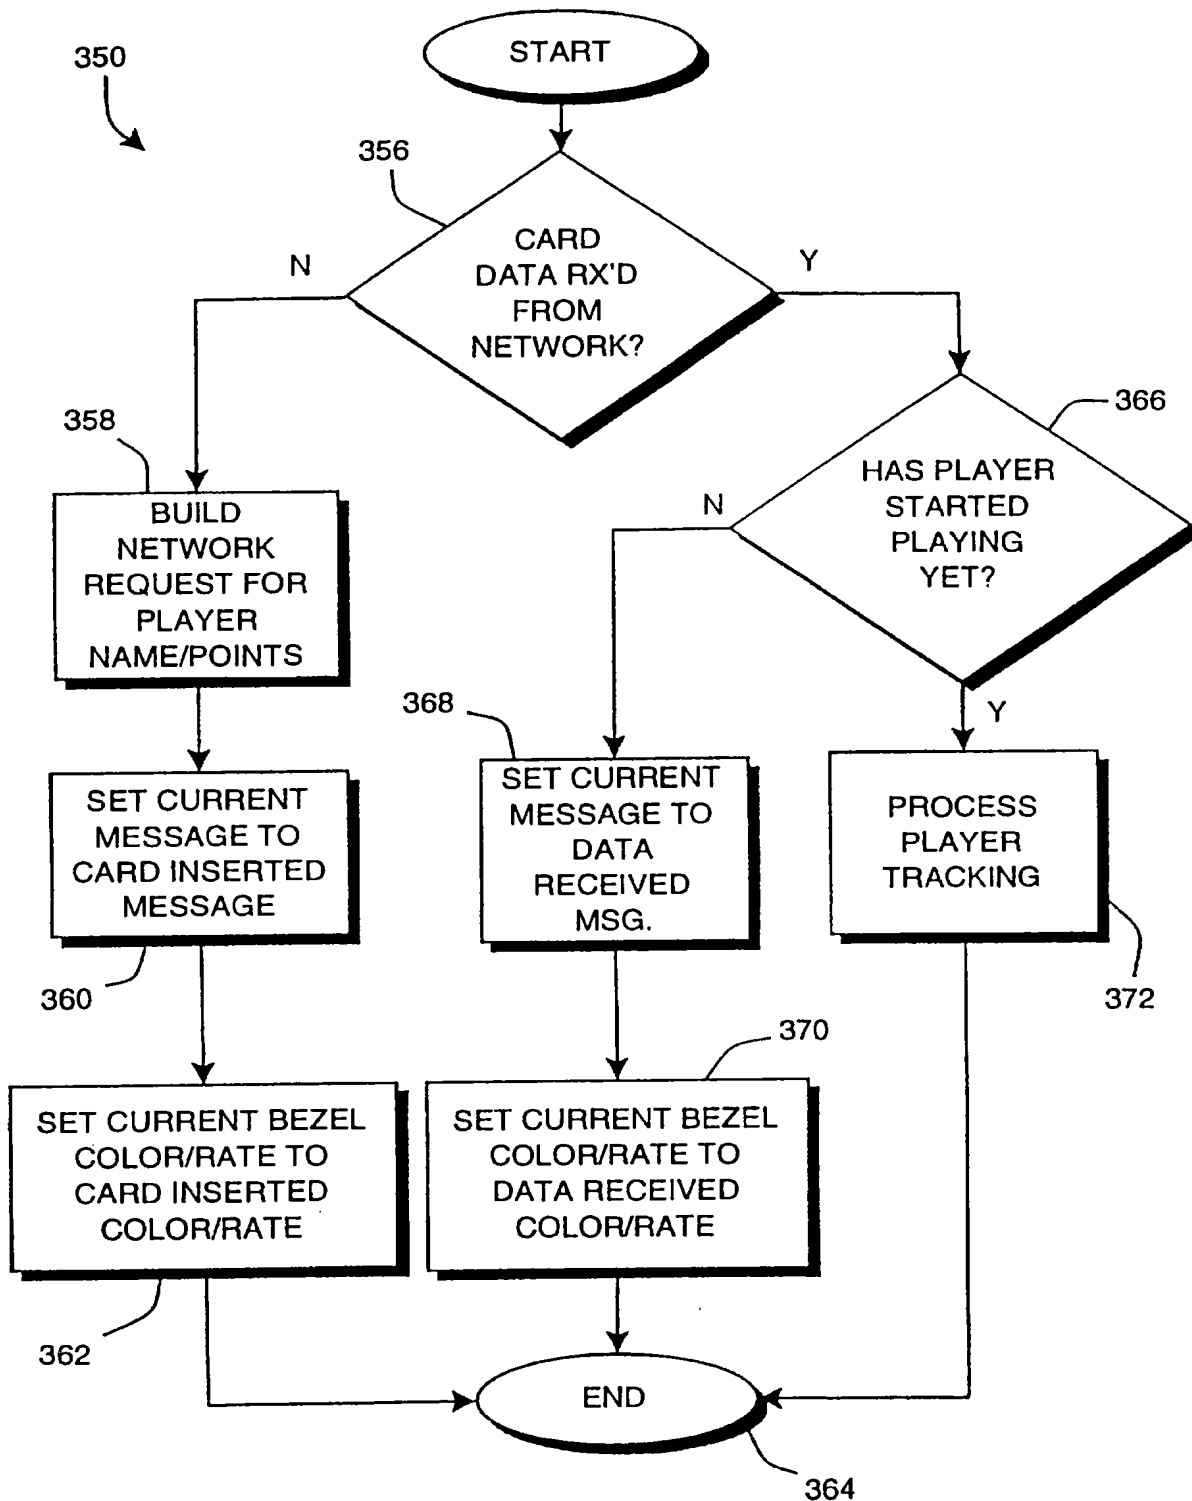 START
350
356
CARD
DATA RX'D
FROM
NETWORK?
N
Y
358
366
BUILD
NETWORK
REQUEST FOR
PLAYER
NAME/POINTS
HAS PLAYER
STARTED
PLAYING
YET?
N
Y
368
SET CURRENT
MESSAGE TO
CARD INSERTED
MESSAGE
360
SET CURRENT
MESSAGE TO
DATA
RECEIVED
MSG.
PROCESS
PLAYER
TRACKING
372
370
SET CURRENT BEZEL
COLOR/RATE TO
CARD INSERTED
COLOR/RATE
362
SET CURRENT BEZEL
COLOR/RATE TO
DATA RECEIVED
COLOR/RATE
END
364